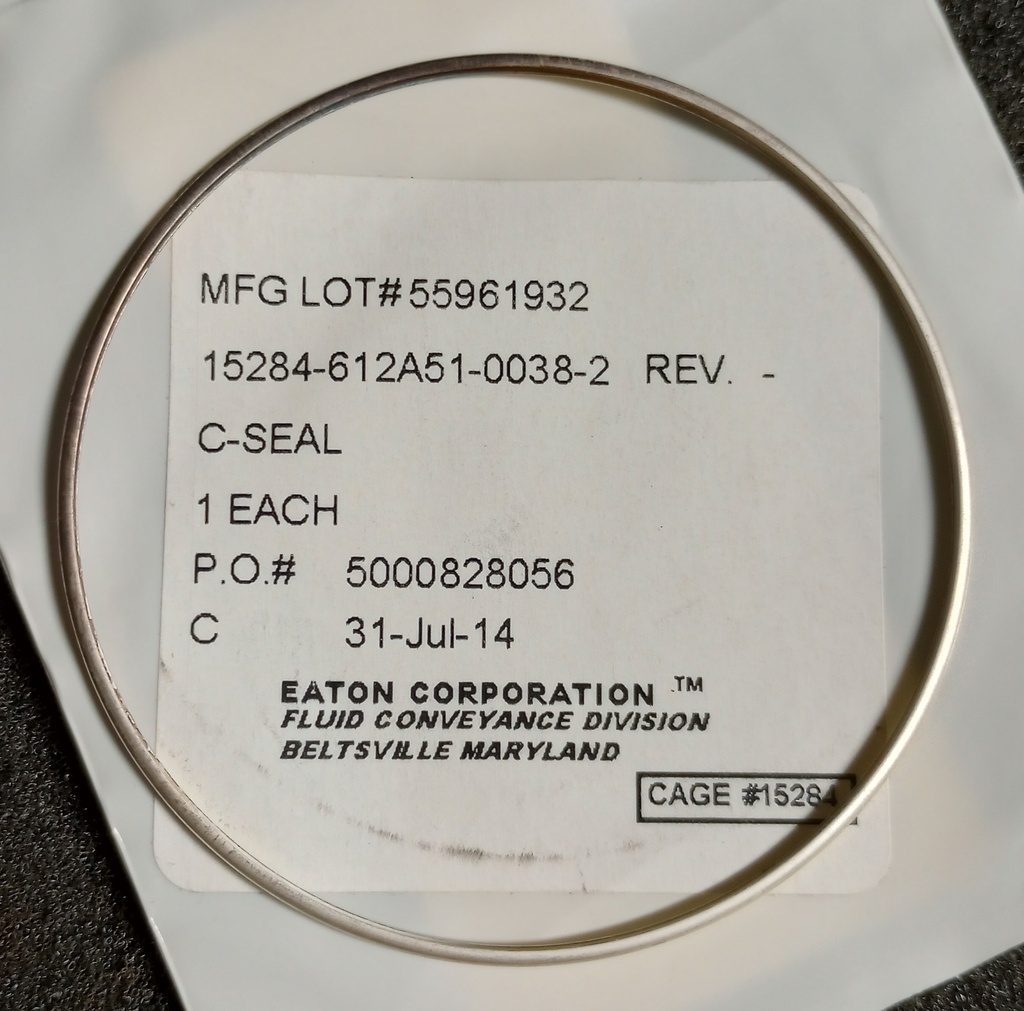 MFG LOT#55961932
15284-612A51-0038-2 REV. -
C-SEAL
1 EACH
P.O.# 5000828056
C 31-Jul-14
EATON CORPORATION ™
FLUID CONVEYANCE DIVISION
BELTSVILLE MARYLAND
CAGE #15284